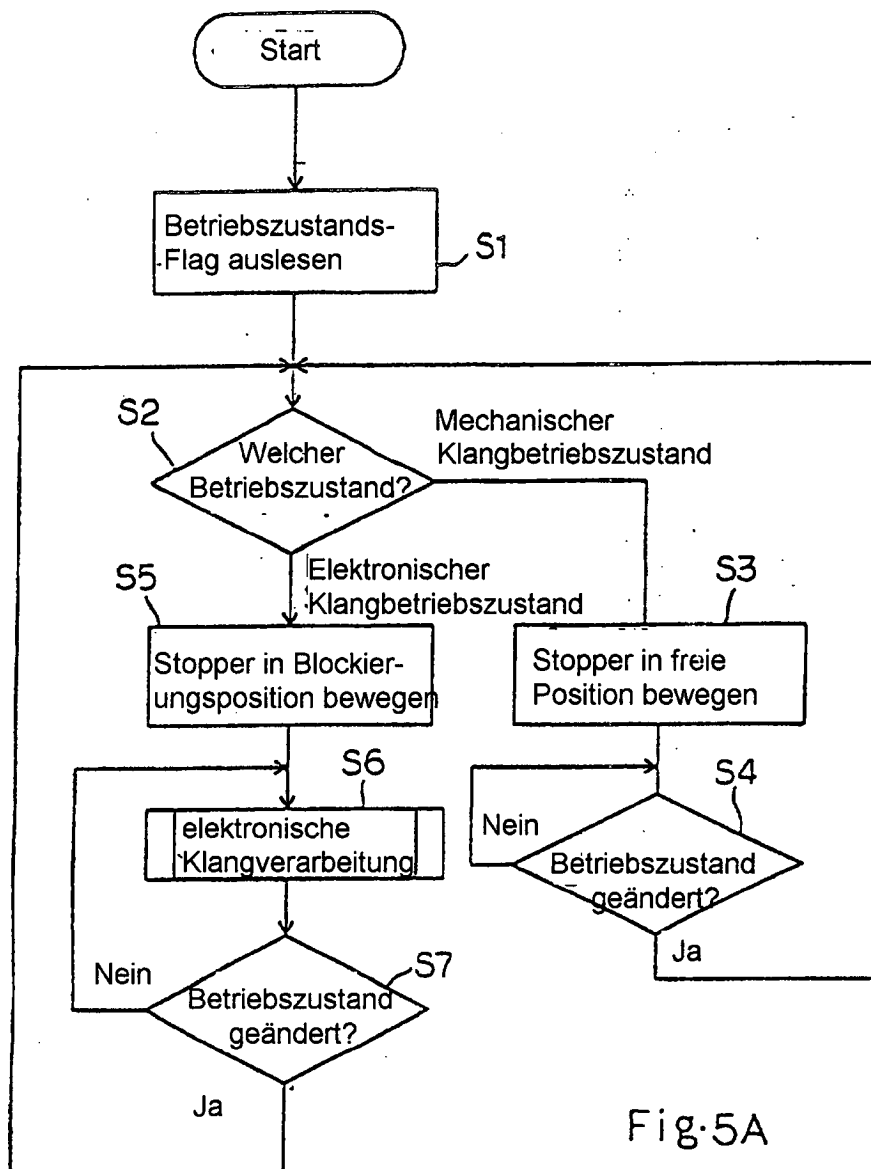 Start
Betriebszustands-
Flag auslesen
S1
S2
Welcher
Betriebszustand?
Mechanischer
Klangbetriebszustand
Elektronischer
Klangbetriebszustand
S5
Stopper in Blockier-
ungsposition bewegen
S3
Stopper in freie
Position bewegen
S6
elektronische
Klangverarbeitung
S4
Nein
Betriebszustand
geändert?
Ja
S7
Nein
Betriebszustand
geändert?
Ja
Fig.5A